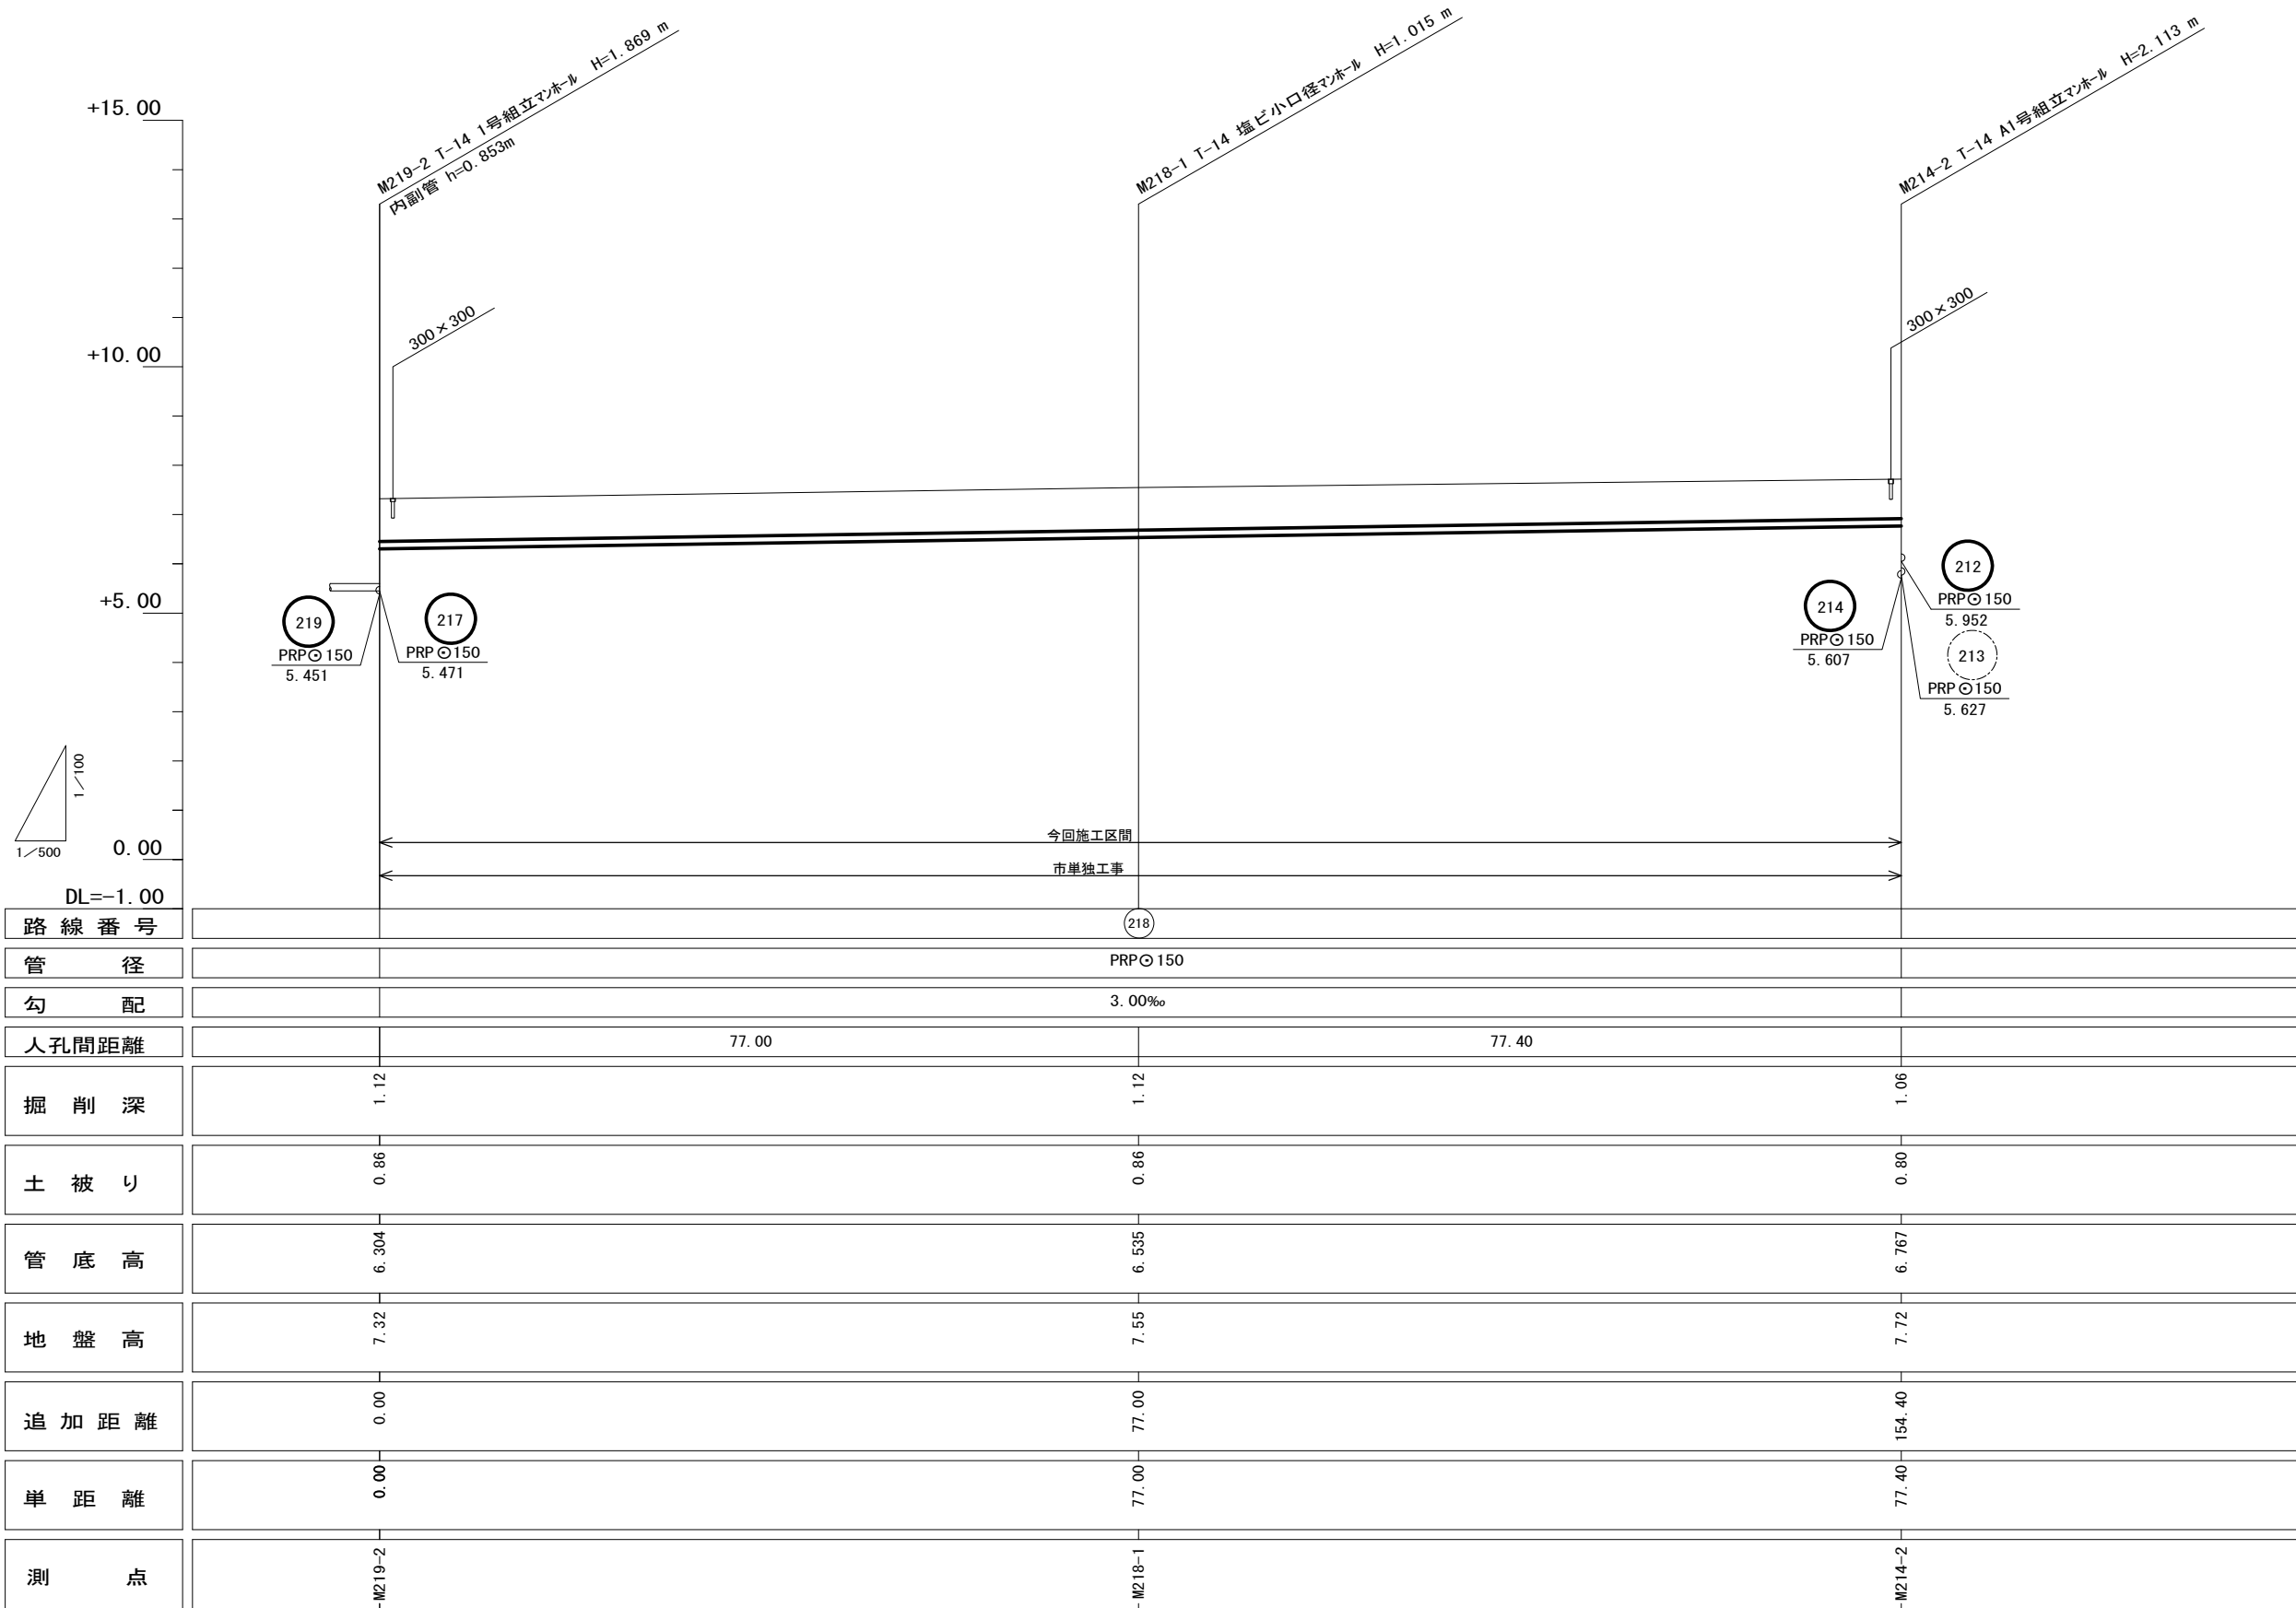 M219-2 T-14 1号組立ﾏﾝﾎｰﾙ H=1.869 m
内副管 h=0.853m
M218-1 T-14 塩ビ小口径ﾏﾝﾎｰﾙ H=1.015 m
M214-2 T-14 A1号組立ﾏﾝﾎｰﾙ H=2.113 m
+15.00
300×300
300×300
+10.00
+5.00
219
PRP⊙150
5.451
217
PRP⊙150
5.471
214
PRP⊙150
5.607
212
PRP⊙150
5.952
213
PRP⊙150
5.627
1／100
1／500
今回施工区間
0.00
市単独工事
DL=-1.00
路線番号 218
管径 PRP⊙150
勾配 3.00‰
人孔間距離 77.00 77.40
掘削深 1.12 1.12 1.06
土被り 0.86 0.86 0.80
管底高 6.304 6.535 6.767
地盤高 7.32 7.55 7.72
追加距離 0.00 77.00 154.40
単距離 0.00 77.00 77.40
測点 M219-2 M218-1 M214-2